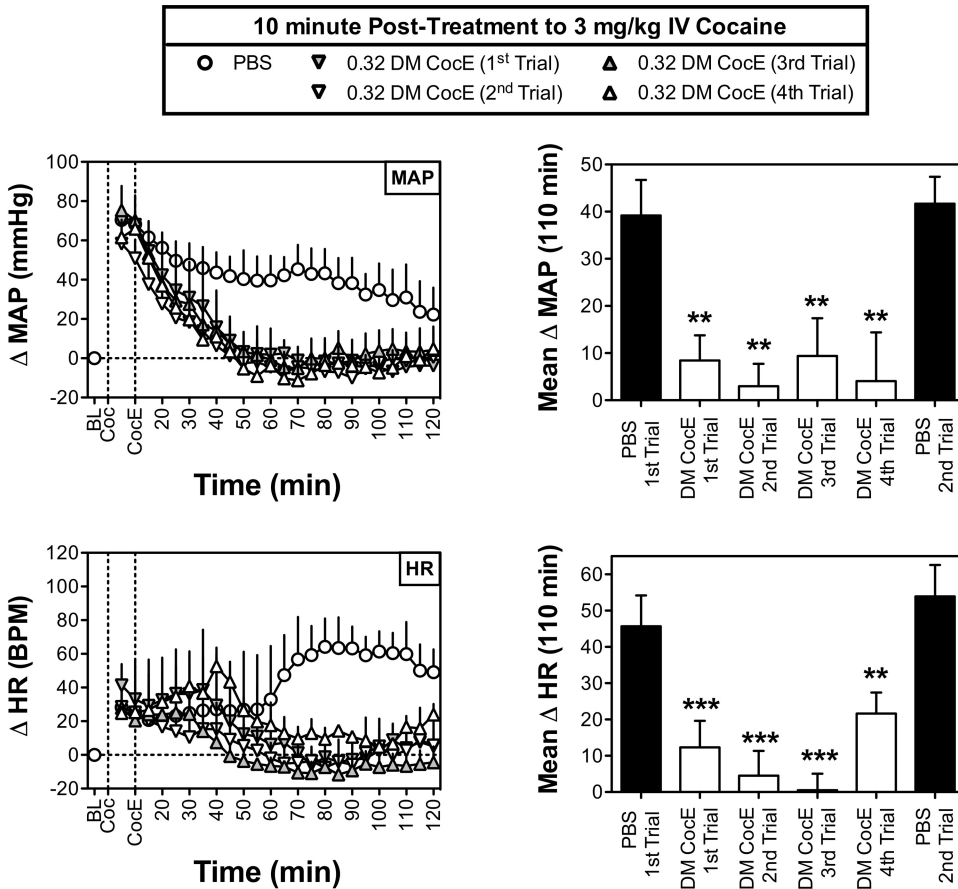 10 minute Post-Treatment to 3 mg/kg IV Cocaine
PBS
0.32 DM CocE (1st Trial)
0.32 DM CocE (3rd Trial)
0.32 DM CocE (2nd Trial)
0.32 DM CocE (4th Trial)
Δ MAP (mmHg)
100
80
60
40
20
0
-20
MAP
BL
Coc
CocE
20
30
40
50
60
70
80
90
100
110
120
Time (min)
Mean Δ MAP (110 min)
50
40
30
20
10
0
**
**
**
**
PBS
1st Trial
DM CocE
1st Trial
DM CocE
2nd Trial
DM CocE
3rd Trial
DM CocE
4th Trial
PBS
2nd Trial
Δ HR (BPM)
120
100
80
60
40
20
0
-20
HR
BL
Coc
CocE
20
30
40
50
60
70
80
90
100
110
120
Time (min)
Mean Δ HR (110 min)
60
50
40
30
20
10
0
***
***
***
**
PBS
1st Trial
DM CocE
1st Trial
DM CocE
2nd Trial
DM CocE
3rd Trial
DM CocE
4th Trial
PBS
2nd Trial